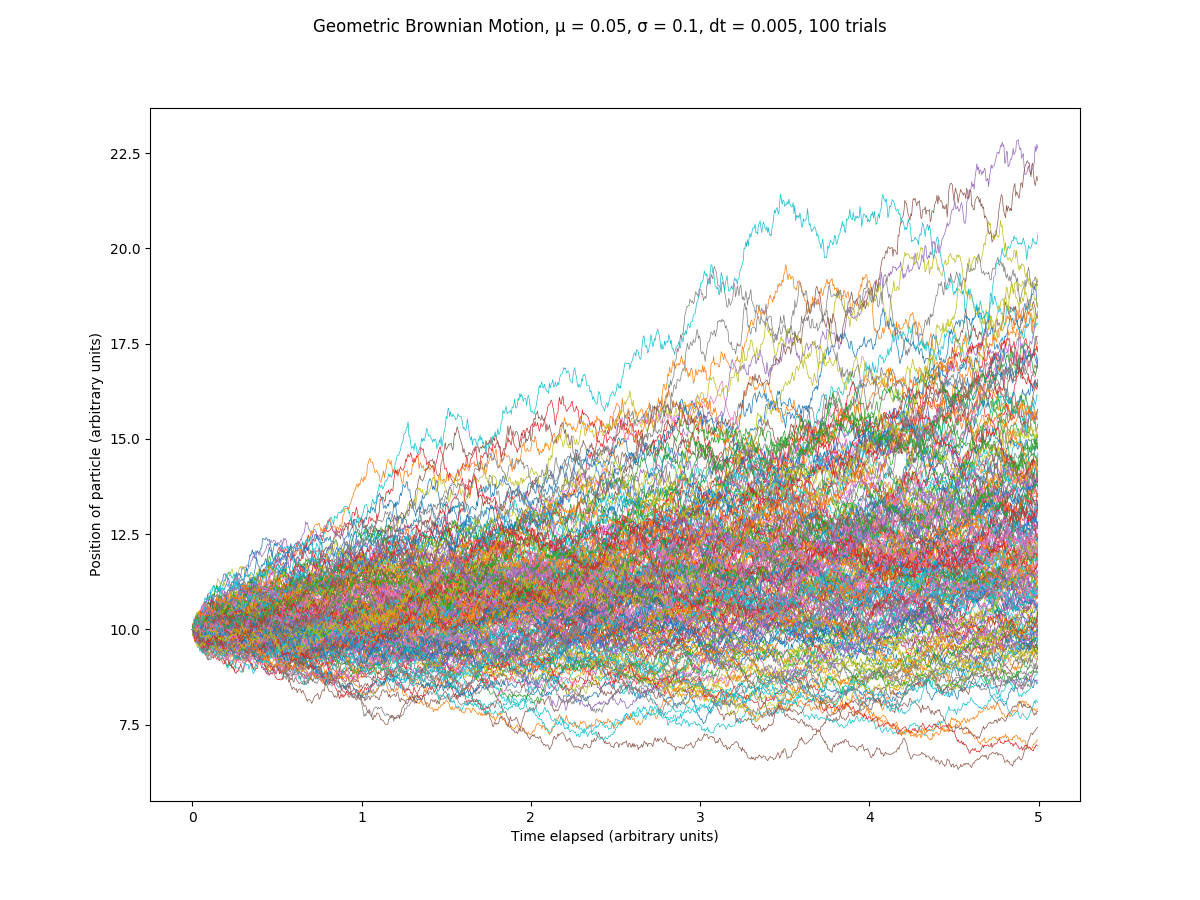 Geometric Brownian Motion, μ = 0.05, σ = 0.1, dt = 0.005, 100 trials
22.5
20.0
17.5
15.0
12.5
10.0
7.5
Position of particle (arbitrary units)
0 1 2 3 4 5
Time elapsed (arbitrary units)